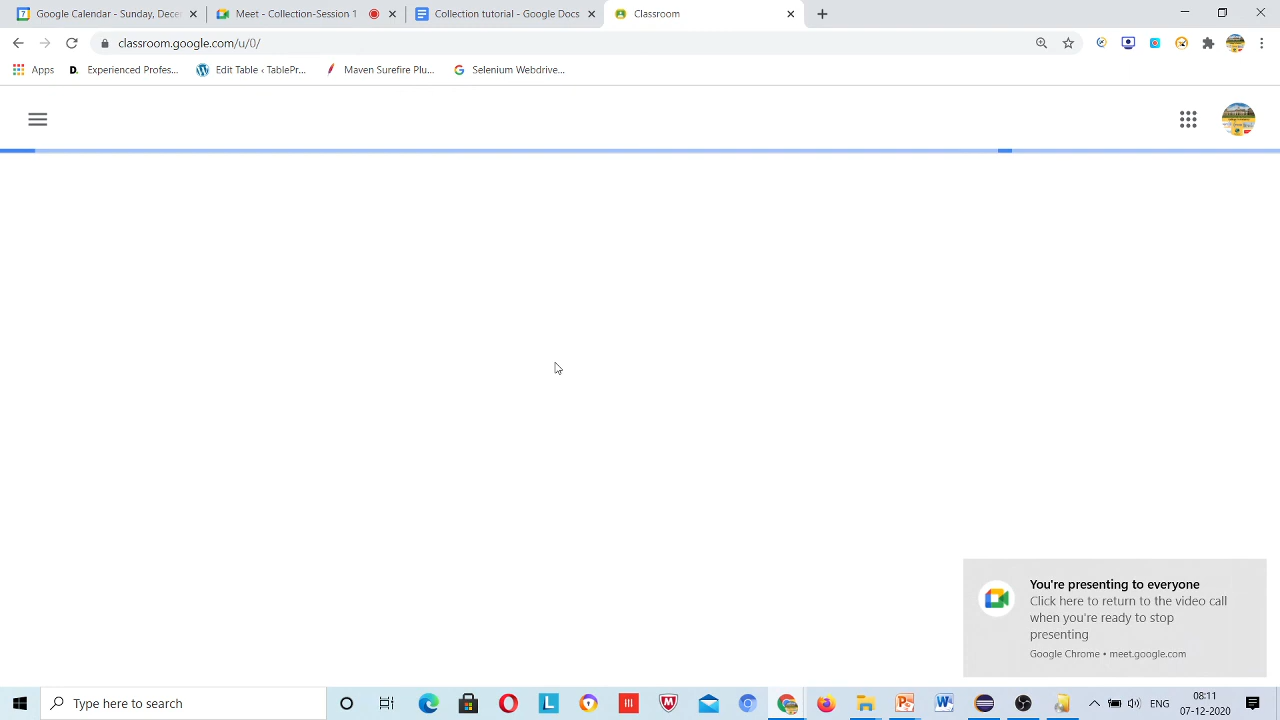 Google Calendar - Sunday, Dece
Meet - Collection-Session 1
Collection tutorial - Google Docs
Classroom
classroom.google.com/u/0/
Apps
Experienced Profes...
Edit Table ‹ TablePr...
Maven Surefire Plu...
Selenium Webdrive...
You're presenting to everyone
Click here to return to the video call
when you're ready to stop
presenting
Google Chrome • meet.google.com
Type here to search
ENG
08:11
07-12-2020